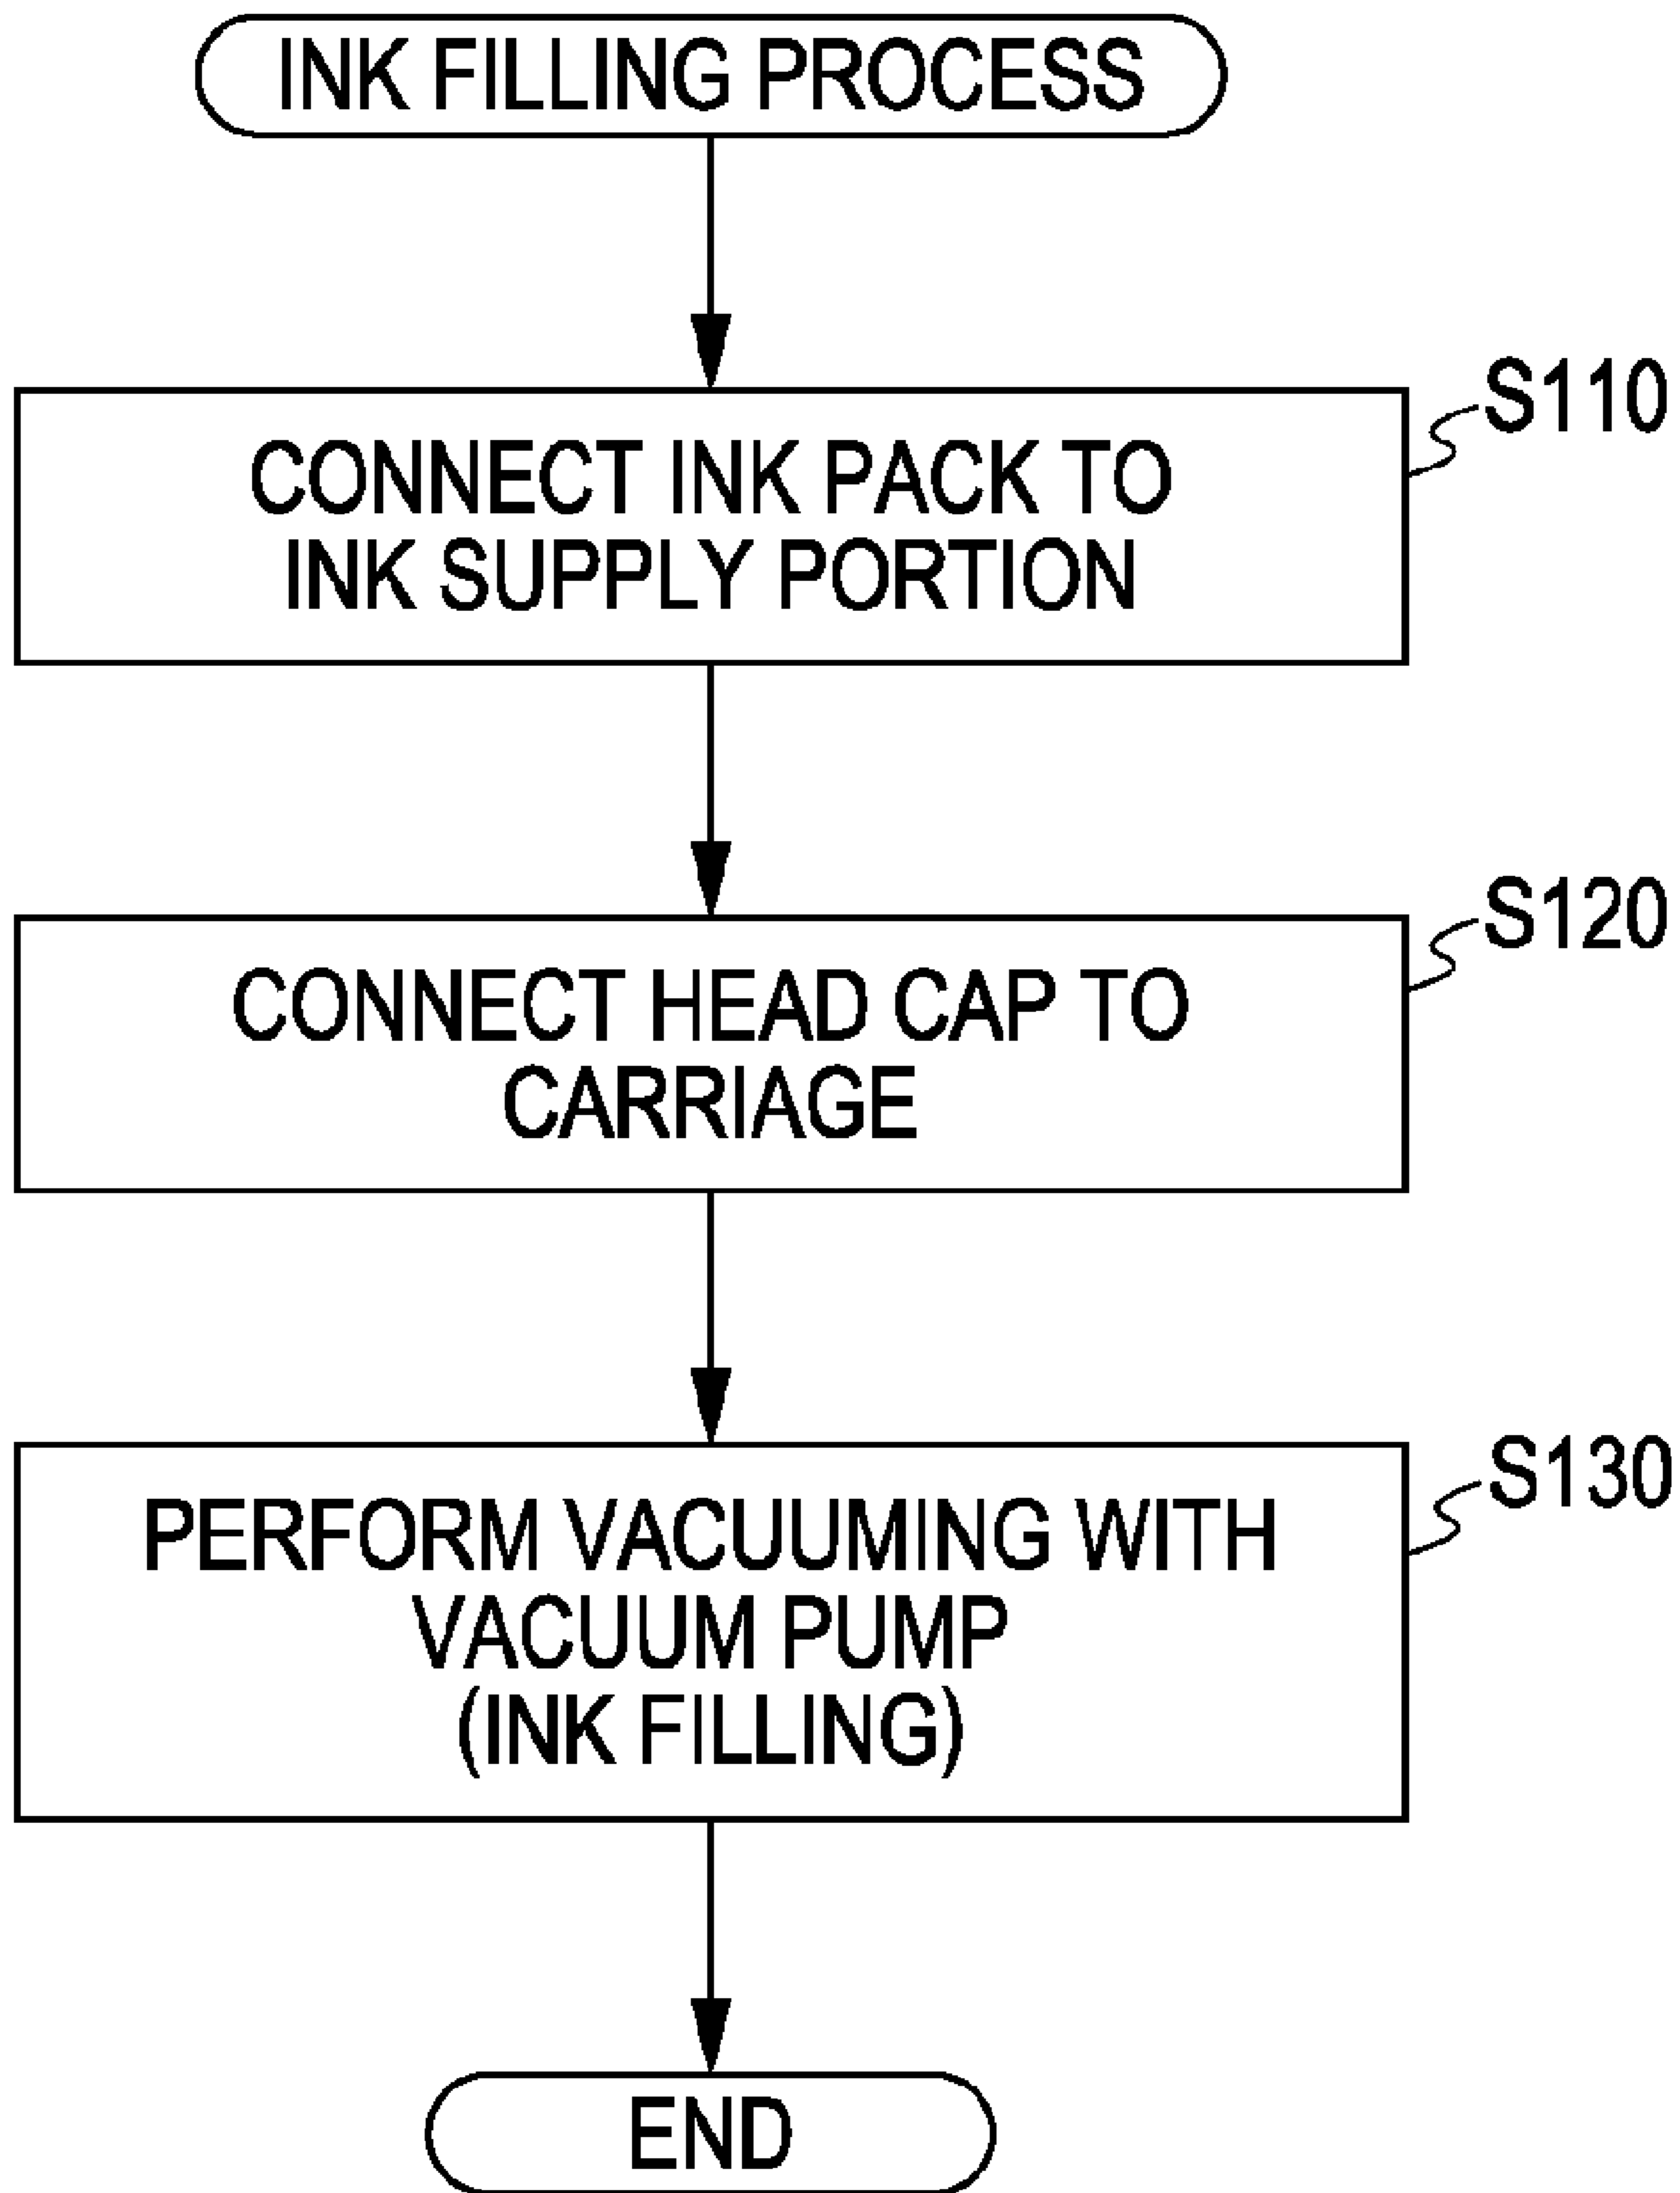 INK FILLING PROCESS
S110
CONNECT INK PACK TO
INK SUPPLY PORTION
S120
CONNECT HEAD CAP TO
CARRIAGE
S130
PERFORM VACUUMING WITH
VACUUM PUMP
(INK FILLING)
END